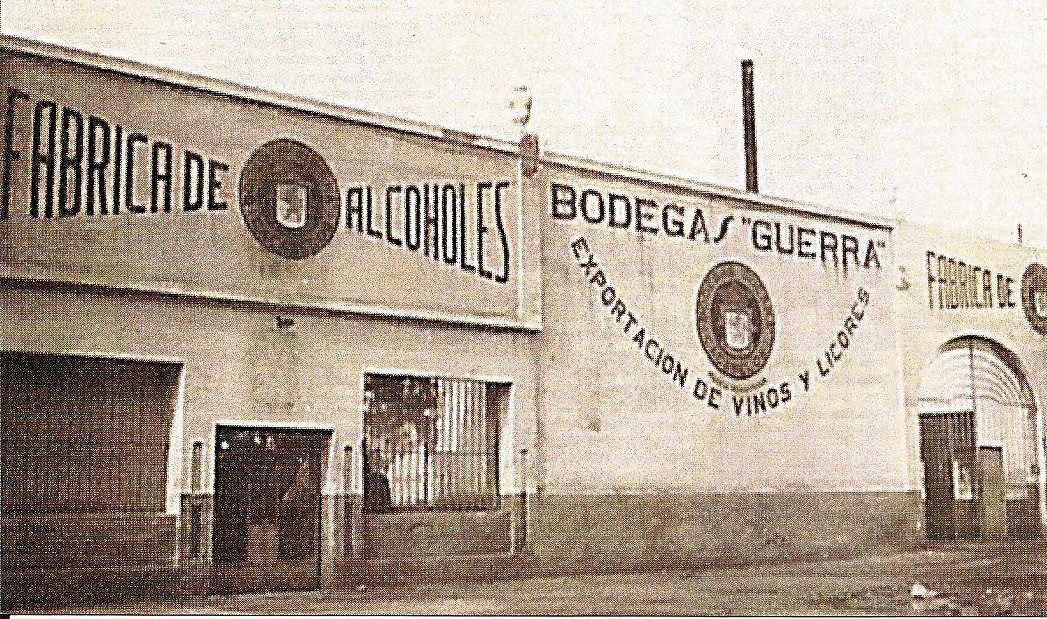 FABRICA DE ALCOHOLES
BODEGAS "GUERRA"
EXPORTACION DE VINOS Y LICORES
FABRICA DE